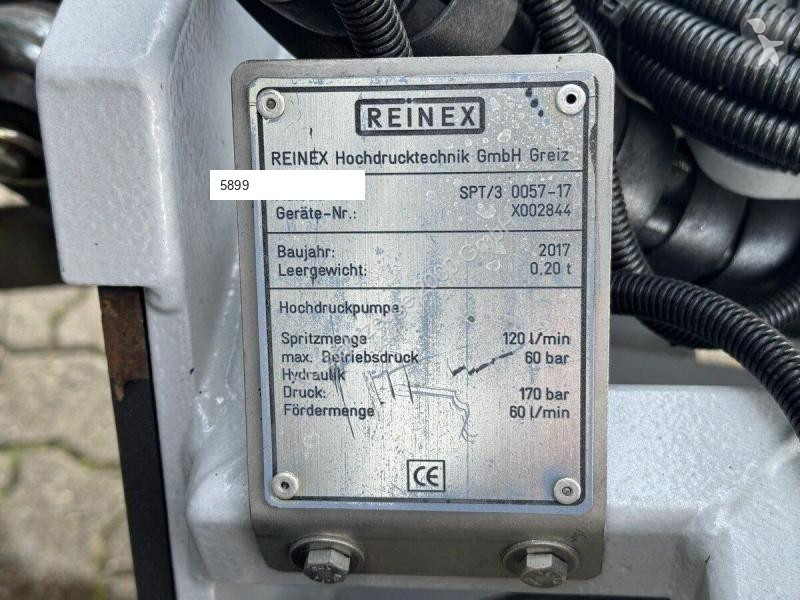 REINEX
REINEX Hochdrucktechnik GmbH Greiz
5899
SPT/3 0057-17
Geräte-Nr.: X002844
Baujahr: 2017
Leergewicht: 0,20 t
Hochdruckpumpe:
Spritzmenge 120 l/min
max. Betriebsdruck 60 bar
Hydraulik
Druck: 170 bar
Fördermenge 60 l/min
CE